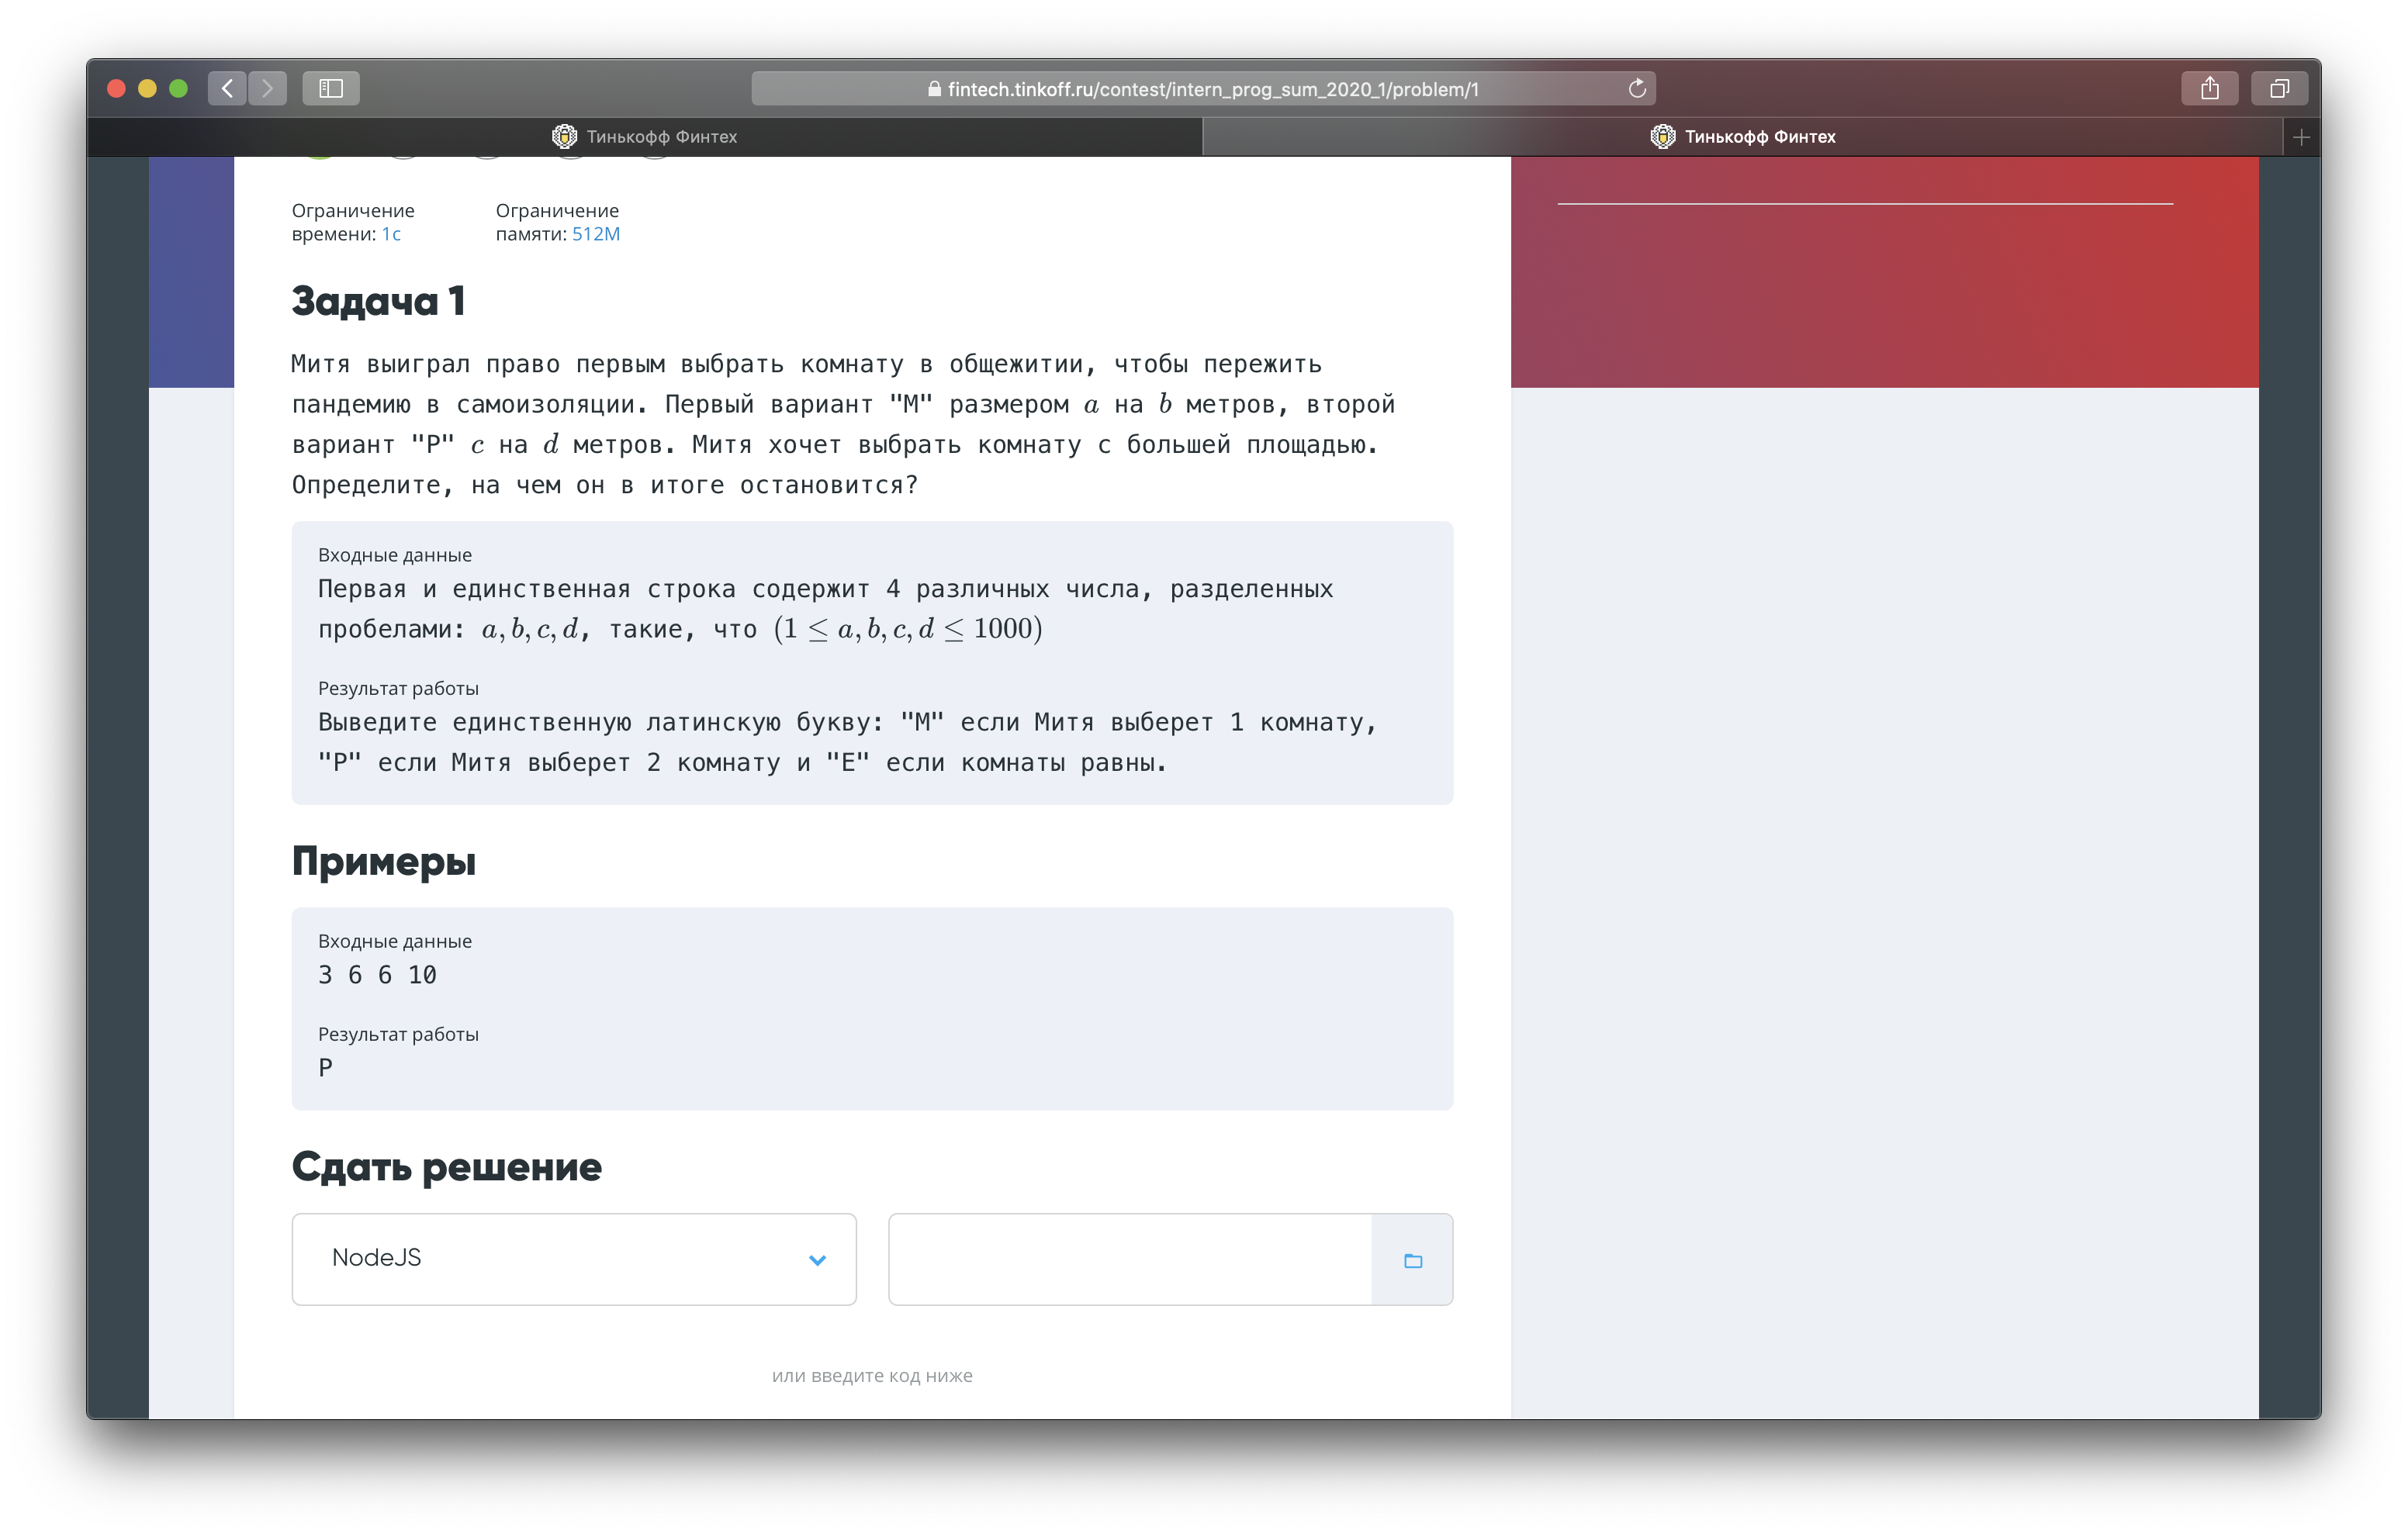 fintech.tinkoff.ru/contest/intern_prog_sum_2020_1/problem/1
Тинькофф Финтех
Тинькофф Финтех
Ограничение
времени: 1с
Ограничение
памяти: 512M
Задача 1
Митя выиграл право первым выбрать комнату в общежитии, чтобы пережить
пандемию в самоизоляции. Первый вариант "M" размером a на b метров, второй
вариант "P" c на d метров. Митя хочет выбрать комнату с большей площадью.
Определите, на чем он в итоге остановится?
Входные данные
Первая и единственная строка содержит 4 различных числа, разделенных
пробелами: a, b, c, d, такие, что (1 ≤ a, b, c, d ≤ 1000)
Результат работы
Выведите единственную латинскую букву: "M" если Митя выберет 1 комнату,
"P" если Митя выберет 2 комнату и "E" если комнаты равны.
Примеры
Входные данные
3 6 6 10
Результат работы
P
Сдать решение
NodeJS
или введите код ниже